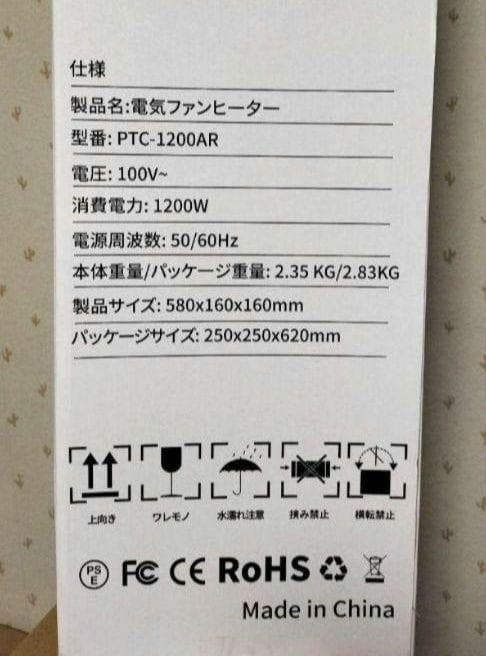 仕様
製品名:電気ファンヒーター
型番: PTC-1200AR
電圧: 100V~
消費電力: 1200W
電源周波数: 50/60Hz
本体重量/パッケージ重量: 2.35 KG/2.83KG
製品サイズ: 580x160x160mm
パッケージサイズ: 250x250x620mm
上向き ワレモノ 水濡れ注意 挟み禁止 横転禁止
PSE FC CE RoHS
Made in China